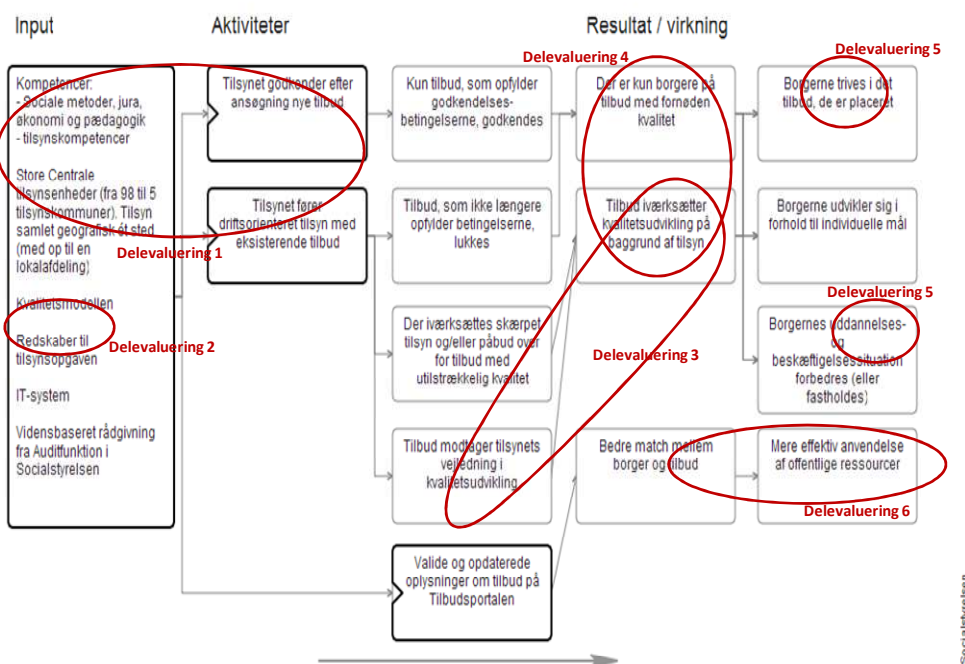 Input
Aktiviteter
Resultat / virkning
Kompetencer:
- Sociale metoder, jura,
økonomi og pædagogik
- tilsynskompetencer
Store Centrale
tilsynsenheder (fra 98 til 5
tilsynskommuner). Tilsyn
samlet geografisk ét sted
(med op til en
lokalafdeling)
Kvalitetsmodellen
Redskaber til
tilsynsopgaven
IT-system
Vidensbaseret rådgivning
fra Auditfunktion i
Socialstyrelsen
Delevaluering 1
Delevaluering 2
Tilsynet godkender efter
ansøgning nye tilbud
Tilsynet fører
driftsorienteret tilsyn med
eksisterende tilbud
Kun tilbud, som opfylder
godkendelses-
betingelserne, godkendes
Tilbud, som ikke længere
opfylder betingelserne,
lukkes
Der iværksættes skærpet
tilsyn og/eller påbud over
for tilbud med
utilstrækkelig kvalitet
Tilbud modtager tilsynets
vejledning i
kvalitetsudvikling
Valide og opdaterede
oplysninger om tilbud på
Tilbudsportalen
Delevaluering 4
Der er kun borgere på
tilbud med fornøden
kvalitet
Tilbud iværksætter
kvalitetsudvikling på
baggrund af tilsyn
Delevaluering 3
Bedre match mellem
borger og tilbud
Delevaluering 5
Borgerne trives i det
tilbud, de er placeret
Borgerne udvikler sig i
forhold til individuelle mål
Delevaluering 5
Borgernes uddannelses-
og
beskæftigelsessituation
forbedres (eller
fastholdes)
Mere effektiv anvendelse
af offentlige ressourcer
Delevaluering 6
Socialstyrelsen